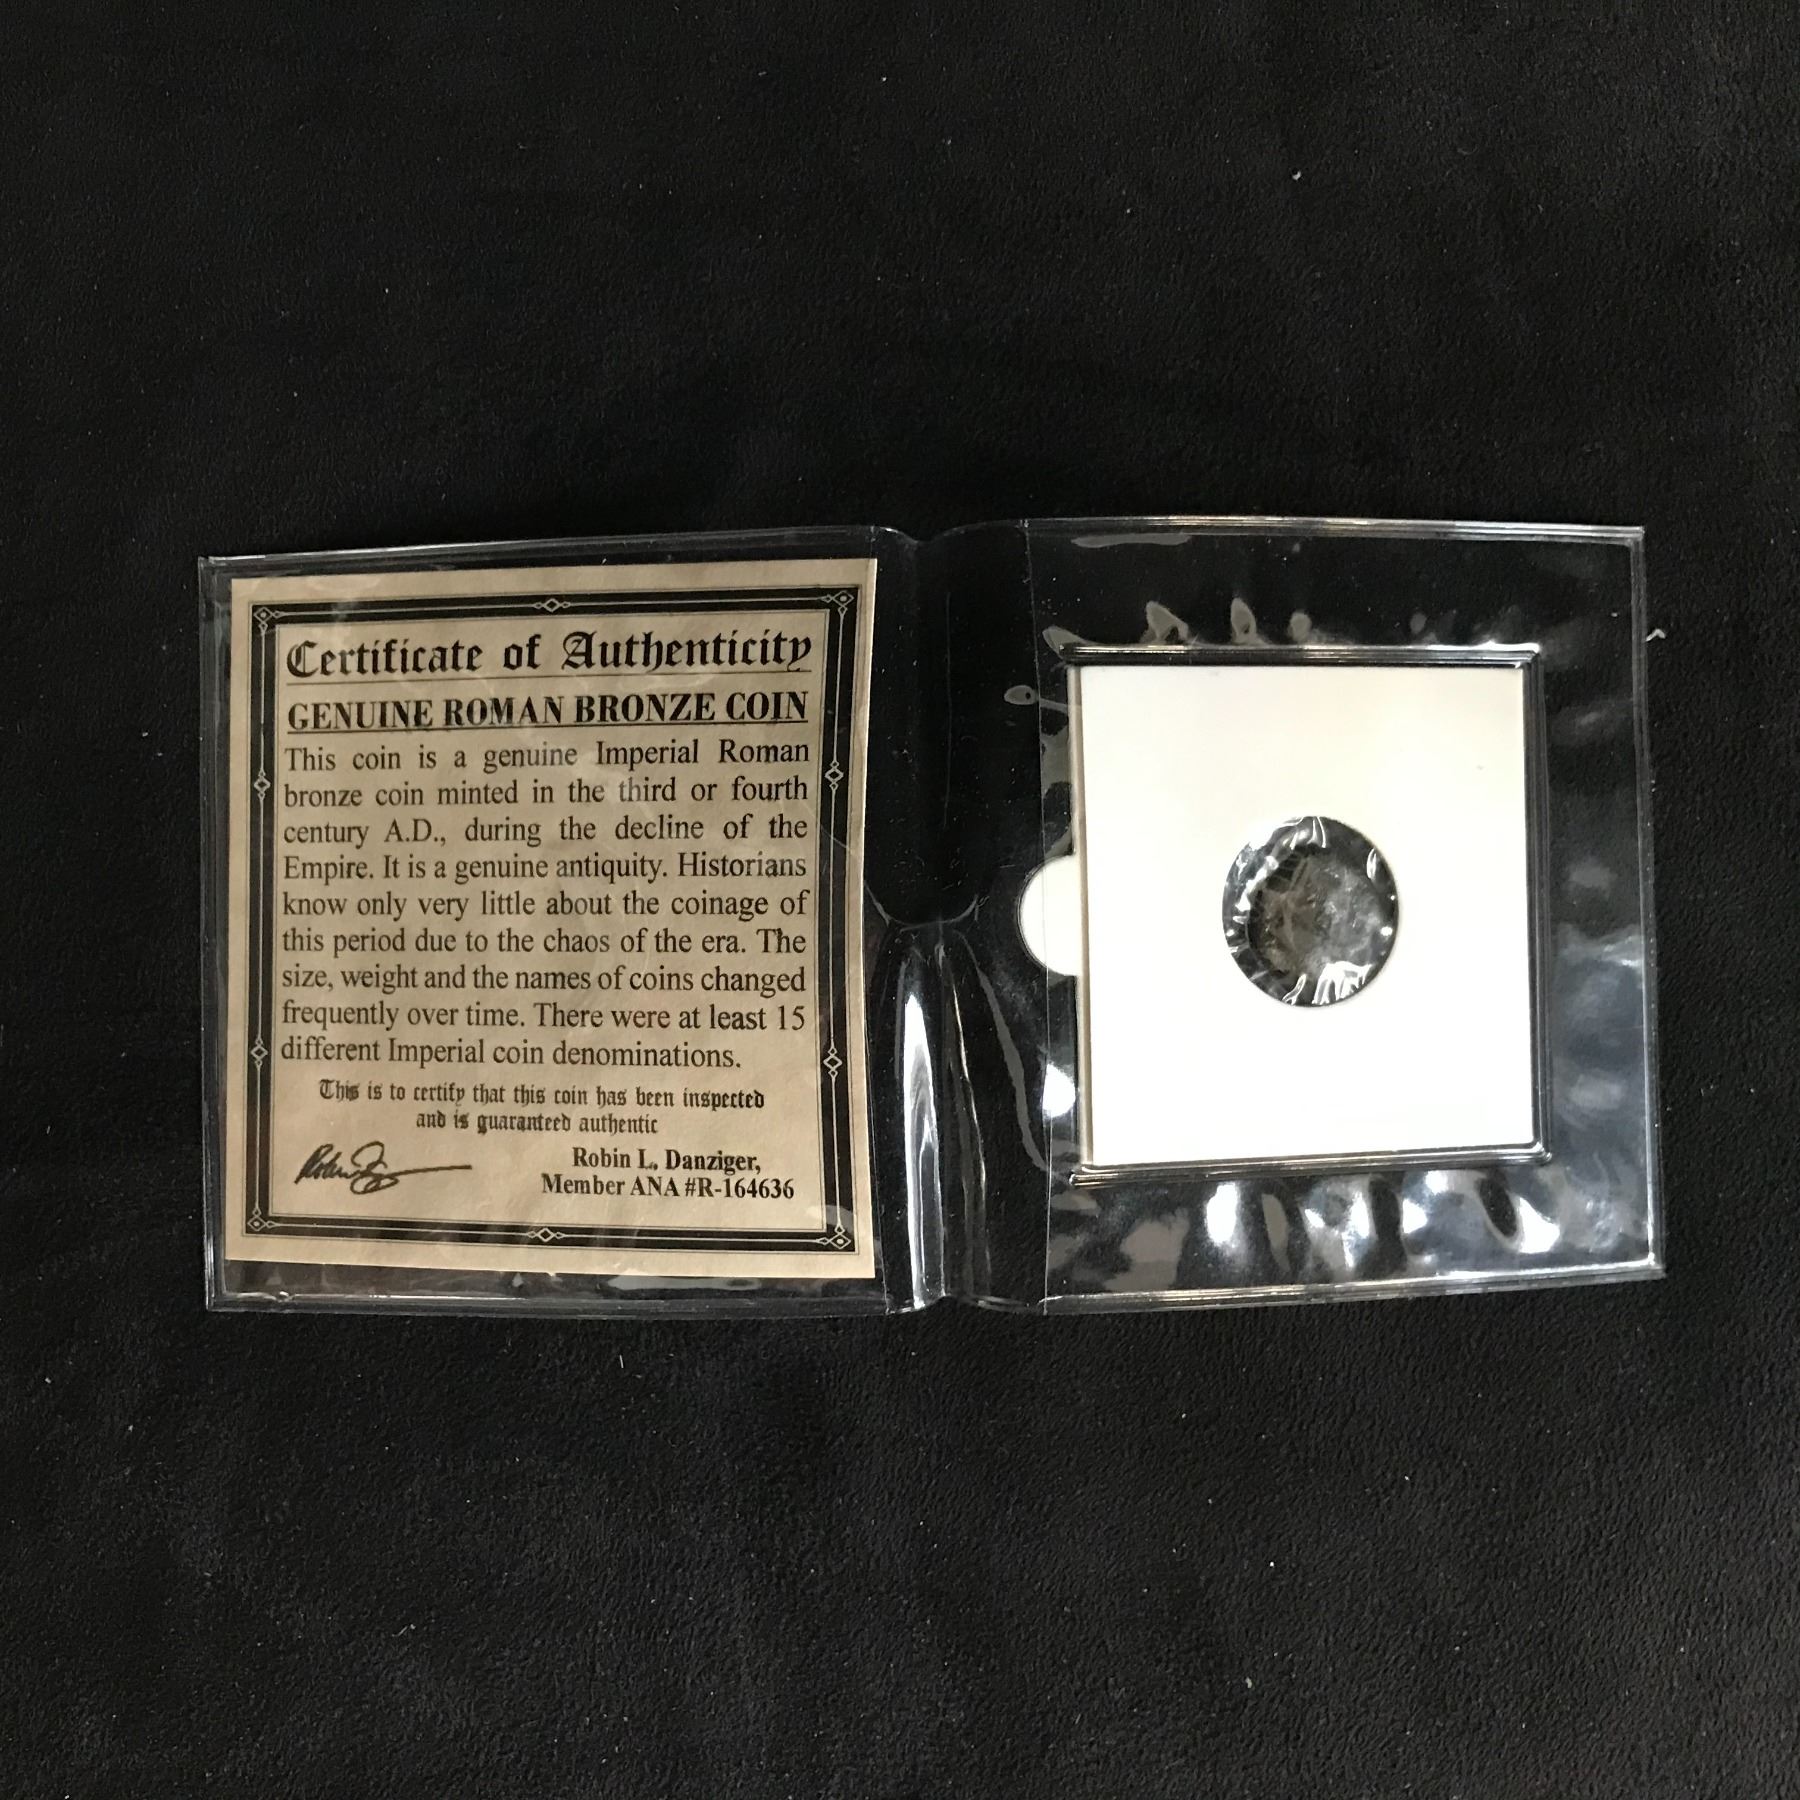 Certificate of Authenticity
GENUINE ROMAN BRONZE COIN
This coin is a genuine Imperial Roman
bronze coin minted in the third or fourth
century A.D., during the decline of the
Empire. It is a genuine antiquity. Historians
know only very little about the coinage of
this period due to the chaos of the era. The
size, weight and the names of coins changed
frequently over time. There were at least 15
different Imperial coin denominations.
This is to certify that this coin has been inspected
and is guaranteed authentic
Robin L. Danziger,
Member ANA #R-164636